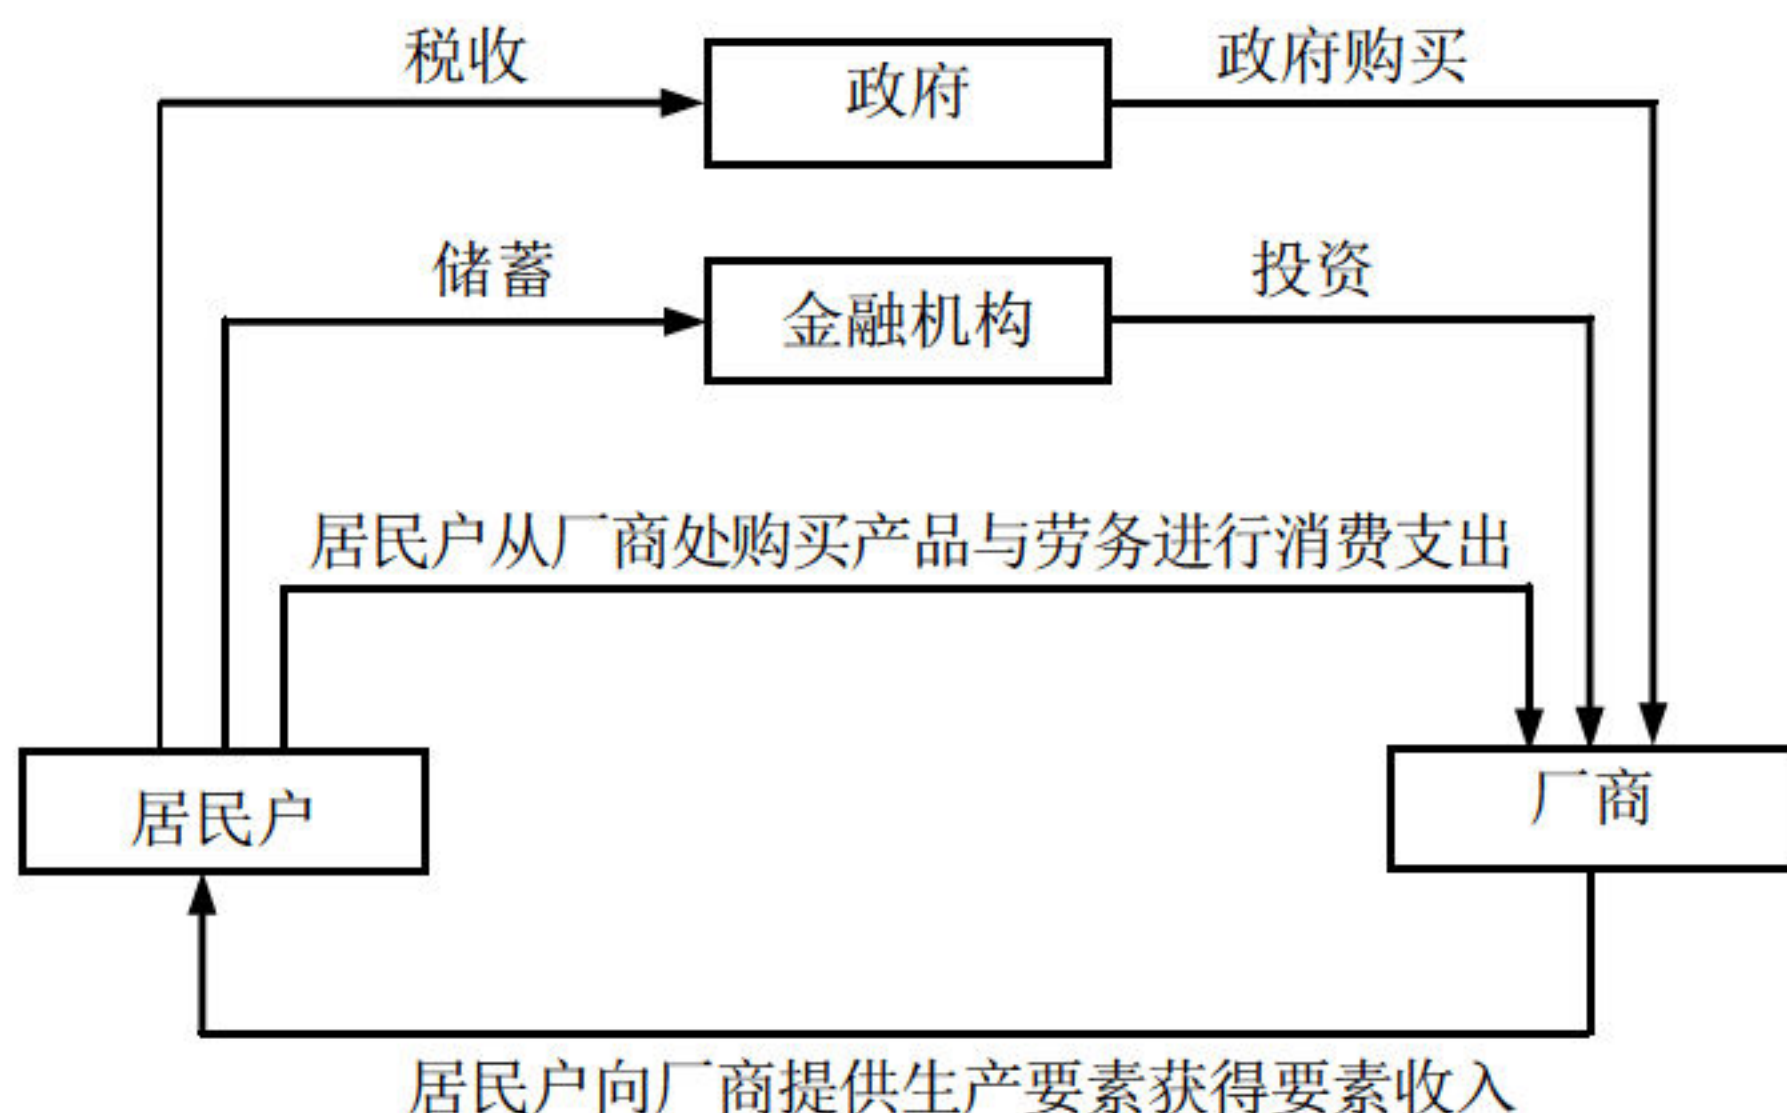 税收
政府
政府购买
储蓄
金融机构
投资
居民户从厂商处购买产品与劳务进行消费支出
居民户
厂商
居民户向厂商提供生产要素获得要素收入